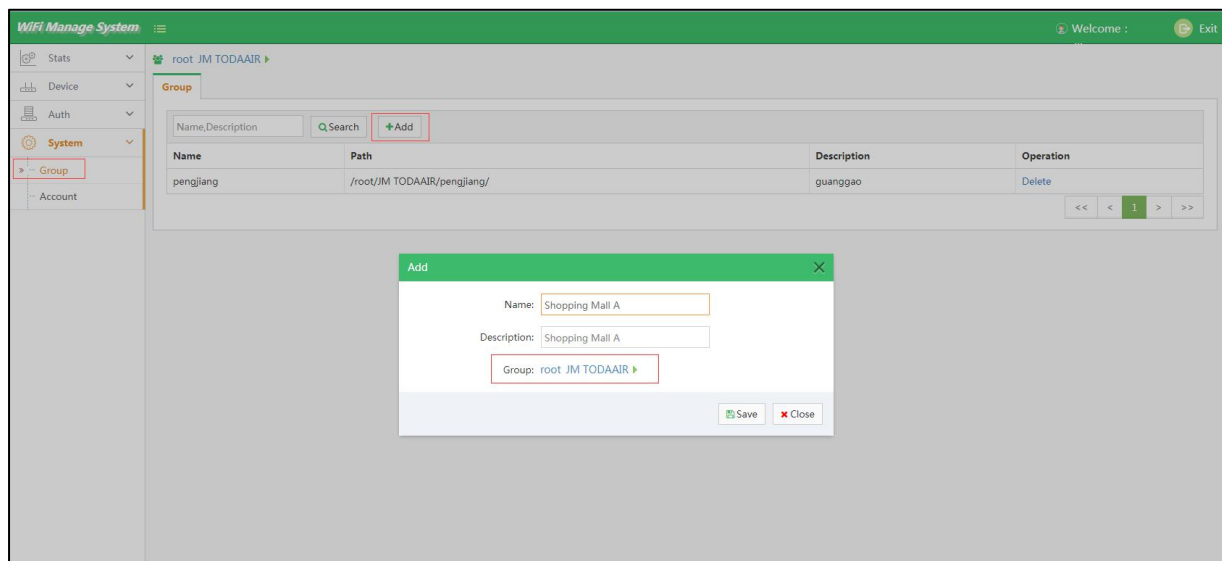 WiFi Manage System
Welcome :
Exit
Stats
Device
Auth
System
Group
Account
root JM TODAAIR
Group
Name,Description
Search
+Add
Name Path Description Operation
pengjiang /root/JM TODAAIR/pengjiang/ guanggao Delete
<< < 1 > >>
Add
Name: Shopping Mall A
Description: Shopping Mall A
Group: root JM TODAAIR
Save
Close